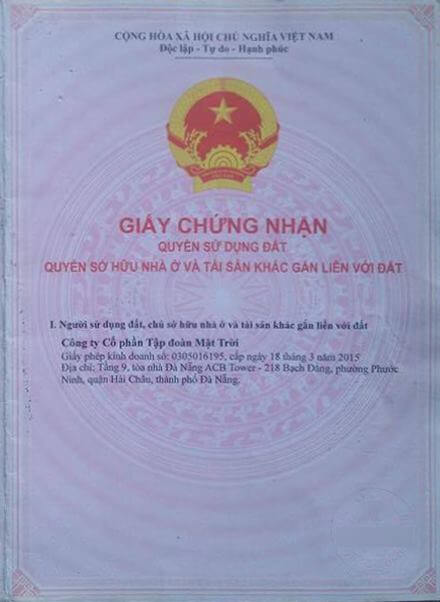 CỘNG HÒA XÃ HỘI CHỦ NGHĨA VIỆT NAM
Độc lập - Tự do - Hạnh phúc
GIẤY CHỨNG NHẬN
QUYỀN SỬ DỤNG ĐẤT
QUYỀN SỞ HỮU NHÀ Ở VÀ TÀI SẢN KHÁC GẮN LIỀN VỚI ĐẤT
I. Người sử dụng đất, chủ sở hữu nhà ở và tài sản khác gắn liền với đất
Công ty Cổ phần Tập đoàn Mặt Trời
Giấy phép kinh doanh số: 0305016195, cấp ngày 18 tháng 3 năm 2015
Địa chỉ: Tầng 9, tòa nhà Đà Nẵng ACB Tower - 218 Bạch Đằng, phường Phước
Ninh, quận Hải Châu, thành phố Đà Nẵng.